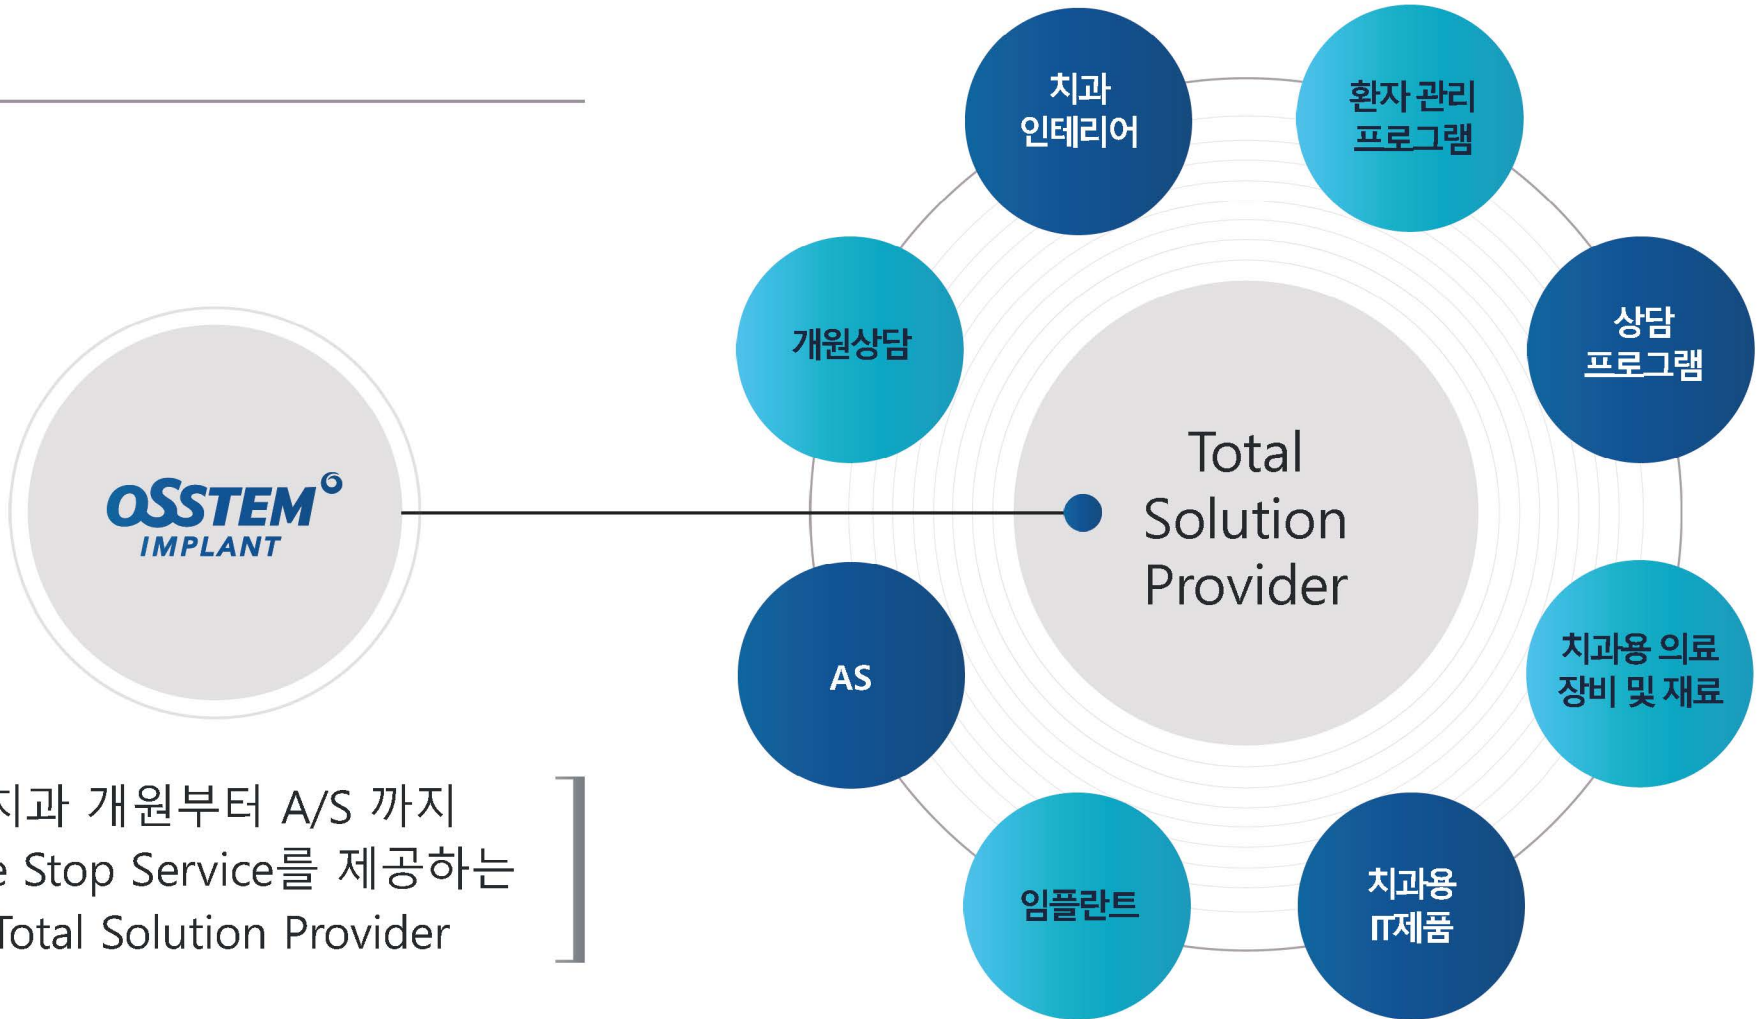 OSSTEM
IMPLANT
치과 개원부터 A/S 까지
Stop Service를 제공하는
Total Solution Provider
Total
Solution
Provider
치과
인테리어
환자 관리
프로그램
상담
프로그램
치과용 의료
장비 및 재료
치과용
IT제품
임플란트
AS
개원상담